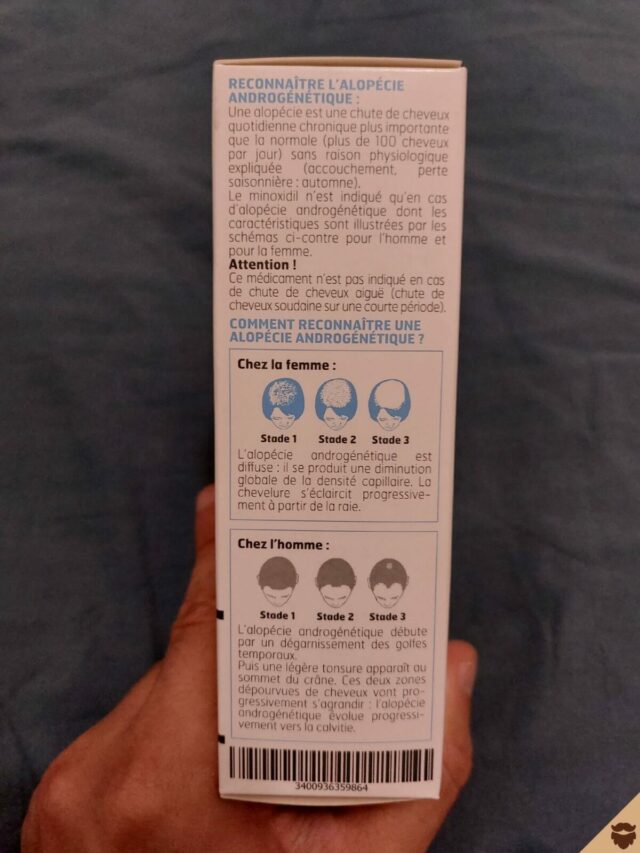 RECONNAÎTRE L'ALOPÉCIE
ANDROGÉNÉTIQUE :
Une alopécie est une chute de cheveux
quotidienne chronique plus importante
que la normale (plus de 100 cheveux
par jour) sans raison physiologique
expliquée (accouchement, perte
saisonnière : automne).
Le minoxidil n'est indiqué qu'en cas
d'alopécie androgénétique dont les
caractéristiques sont illustrées par les
schémas ci-contre pour l'homme et
pour la femme.
Attention !
Ce médicament n'est pas indiqué en cas
de chute de cheveux aiguë (chute de
cheveux soudaine sur une courte période).
COMMENT RECONNAÎTRE UNE
ALOPÉCIE ANDROGÉNÉTIQUE ?
Chez la femme :
Stade 1 Stade 2 Stade 3
L'alopécie androgénétique est
diffuse : il se produit une diminution
globale de la densité capillaire. La
chevelure s'éclaircit progressive-
ment à partir de la raie.
Chez l'homme :
Stade 1 Stade 2 Stade 3
L'alopécie androgénétique débute
par un dégarnissement des golfes
temporaux.
Puis une légère tonsure apparaît au
sommet du crâne. Ces deux zones
dépourvues de cheveux vont pro-
gressivement s'agrandir : l'alopécie
androgénétique évolue progressi-
vement vers la calvitie.
3400936359864